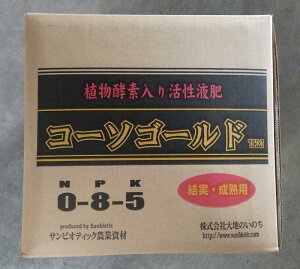 植物酵素入り活性液肥
コーソゴールド
N P K
0-8-5
結実・成熟用
produced by Sunbiotic
サンビオティック農業資材
株式会社大地のいのち
http://www.sunbiotic.com